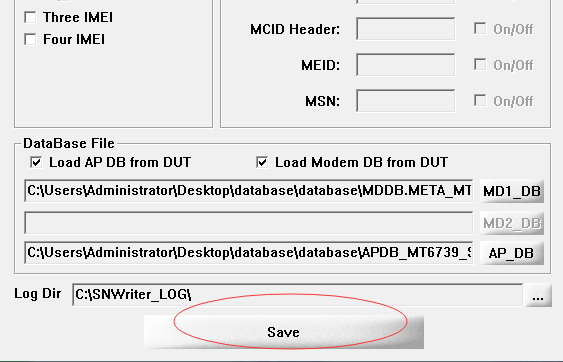 Three IMEI
Four IMEI
MCID Header: On/Off
MEID: On/Off
MSN: On/Off
DataBase File
Load AP DB from DUT Load Modem DB from DUT
C:\Users\Administrator\Desktop\database\database\MDDB.META_MT MD1_DB
MD2_DB
C:\Users\Administrator\Desktop\database\database\APDB_MT6739_S AP_DB
Log Dir C:\SNWriter_LOG\ ...
Save